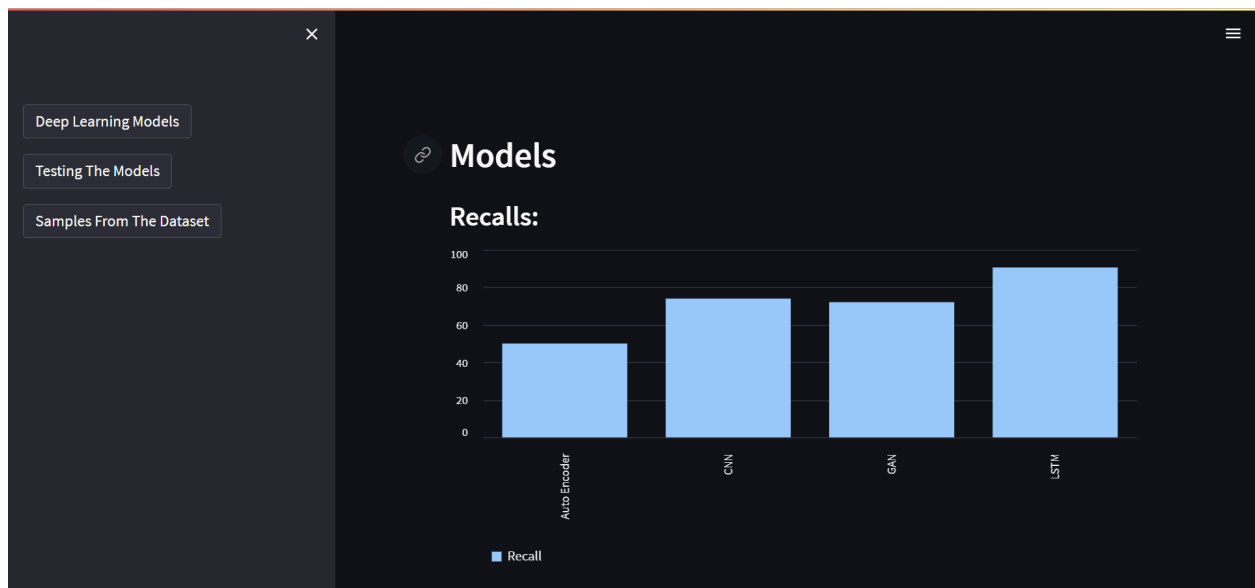 Deep Learning Models
Testing The Models
Samples From The Dataset
Models
Recalls:
100
80
60
40
20
0
Auto Encoder
CNN
GAN
LSTM
Recall